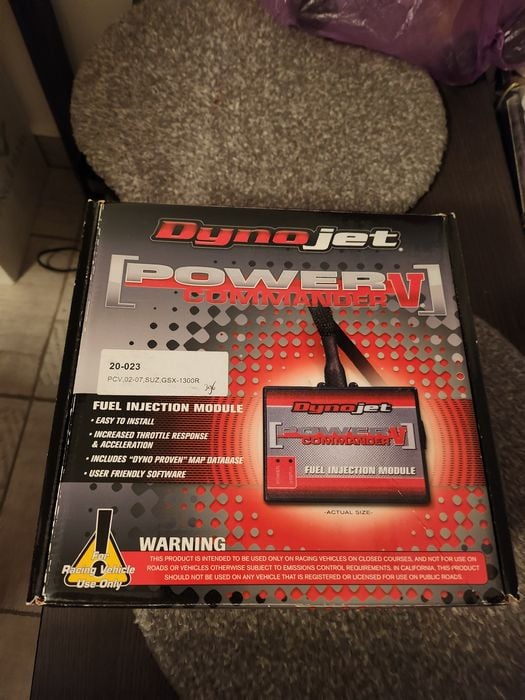 Dynojet
POWER V
COMMANDER
20-023
PCV,02-07,SUZ,GSX-1300R
FUEL INJECTION MODULE
• EASY TO INSTALL
• INCREASED THROTTLE RESPONSE
& ACCELERATION
• INCLUDES "DYNO PROVEN" MAP DATABASE
• USER FRIENDLY SOFTWARE
Dynojet
POWER V
COMMANDER
FUEL INJECTION MODULE
-ACTUAL SIZE-
For
Racing Vehicle
Use Only
WARNING
THIS PRODUCT IS INTENDED TO BE USED ONLY ON RACING VEHICLES ON CLOSED COURSES, AND NOT FOR USE ON
ROADS OR VEHICLES OTHERWISE SUBJECT TO EMISSIONS CONTROL REQUIREMENTS, IN CALIFORNIA, THIS PRODUCT
SHOULD NOT BE USED ON ANY VEHICLE THAT IS REGISTERED OR LICENSED FOR USE ON PUBLIC ROADS.